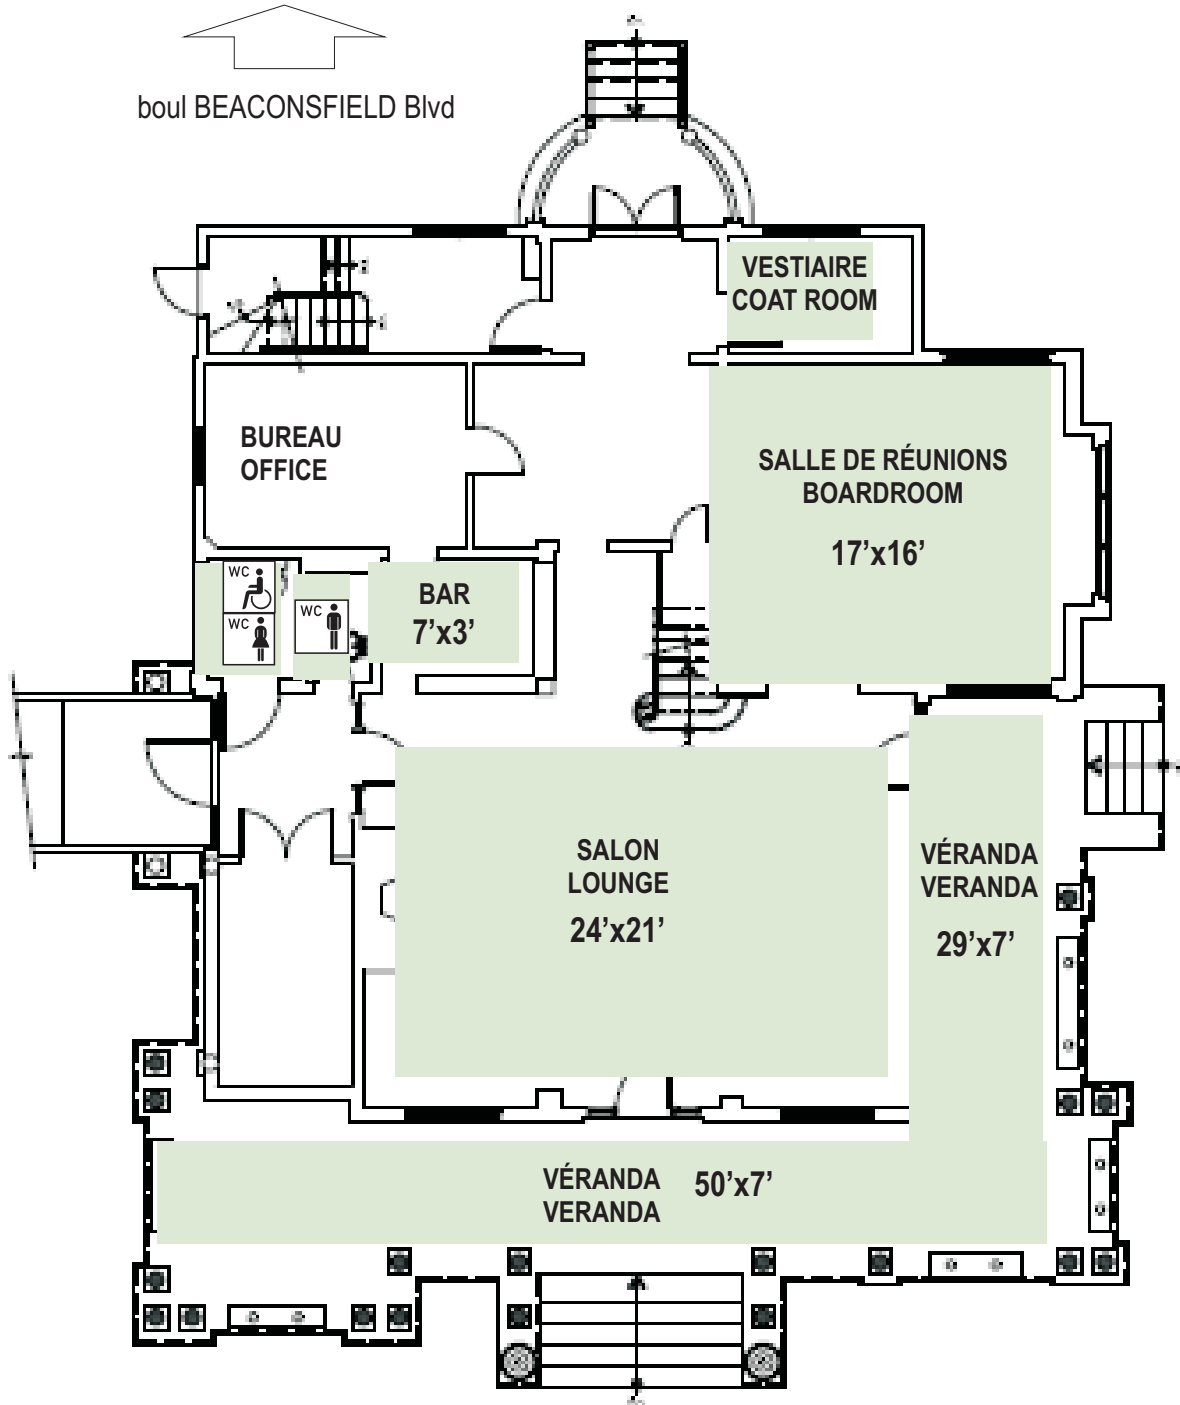 boul BEACONSFIELD Blvd
VESTIAIRE
COAT ROOM
BUREAU
OFFICE
SALLE DE RÉUNIONS
BOARDROOM
17’x16’
WC
WC
WC
BAR
7’x3’
SALON
LOUNGE
24’x21’
VÉRANDA
VERANDA
29’x7’
VÉRANDA 50’x7’
VERANDA